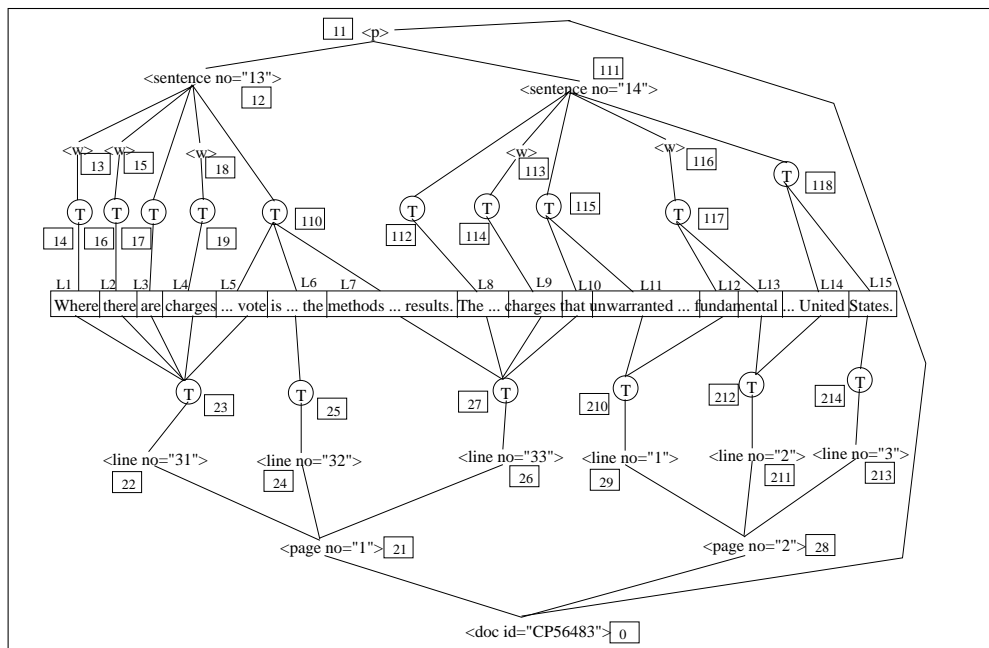 11 <p>
<sentence no="13"> 111
12 <sentence no="14">
<w> <w> <w> <w> <w>
13 15 18 113 116
T T T T T T T T T T
118
14 16 17 19 110 112 114 115 117
L1 L2 L3 L4 L5 L6 L7 L8 L9 L10 L11 L12 L13 L14 L15
Where there are charges ... vote is ... the methods ... results. The ... charges that unwarranted ... fundamental ... United States.
T T T T T T
23 25 27 210 212 214
<line no="31"> <line no="32"> <line no="33"> <line no="1"> <line no="2"> <line no="3">
22 24 26 29 211 213
<page no="1"> 21 <page no="2"> 28
<doc id="CP56483"> 0